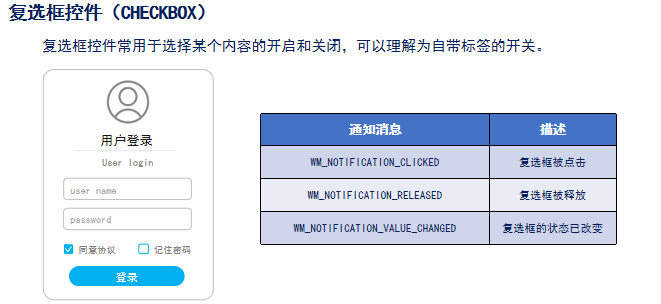 复选框控件（CHECKBOX）
复选框控件常用于选择某个内容的开启和关闭，可以理解为自带标签的开关。
用户登录
User login
user name
password
同意协议 记住密码
登录
通知消息 描述
WM_NOTIFICATION_CLICKED 复选框被点击
WM_NOTIFICATION_RELEASED 复选框被释放
WM_NOTIFICATION_VALUE_CHANGED 复选框的状态已改变